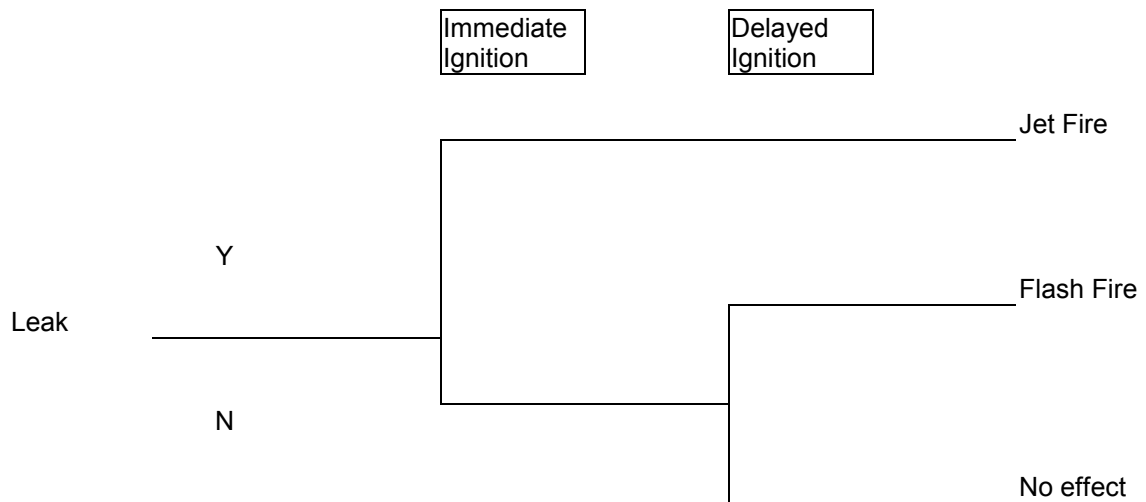 Immediate
Ignition
Delayed
Ignition
Jet Fire
Y
Flash Fire
Leak
N
No effect